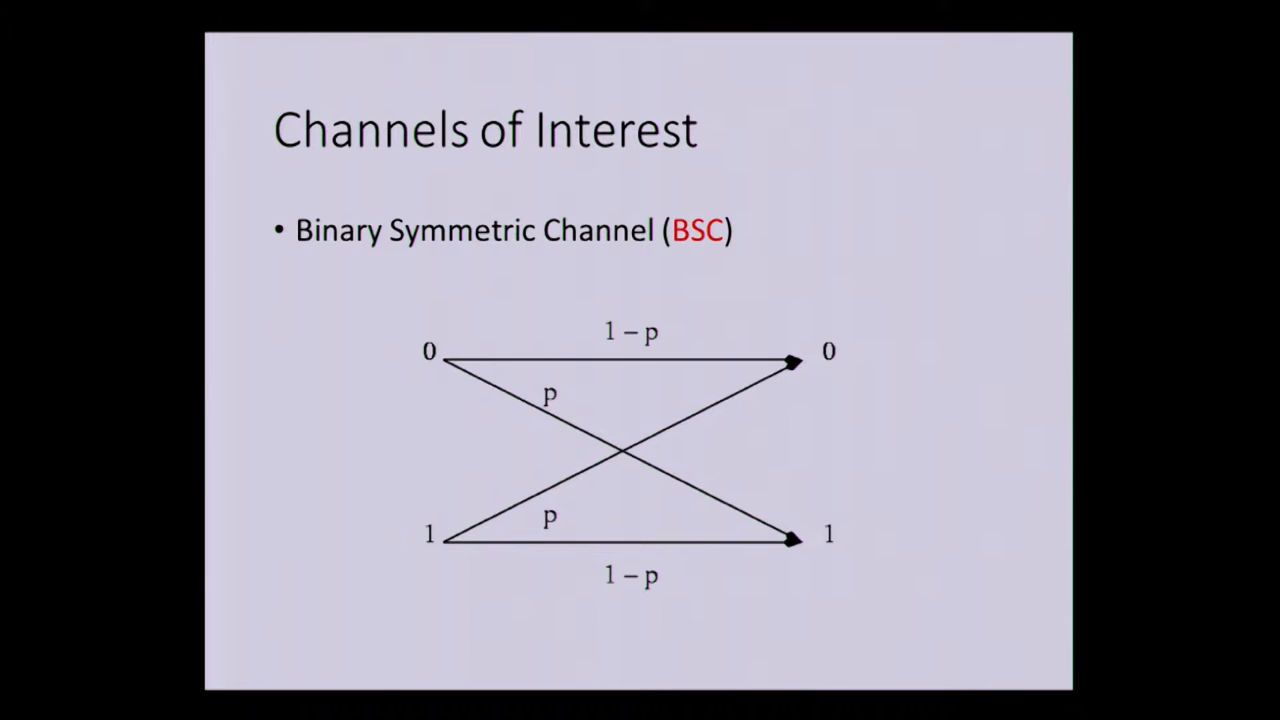 Channels of Interest
• Binary Symmetric Channel (BSC)
1 – p
0 0
p
p
1 1
1 – p